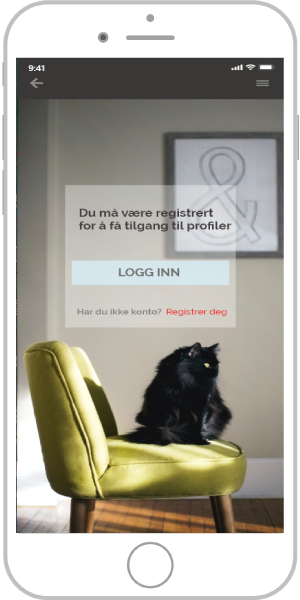 9:41
&
Du må være registrert
for å få tilgang til profiler
LOGG INN
Har du ikke konto? Registrer deg